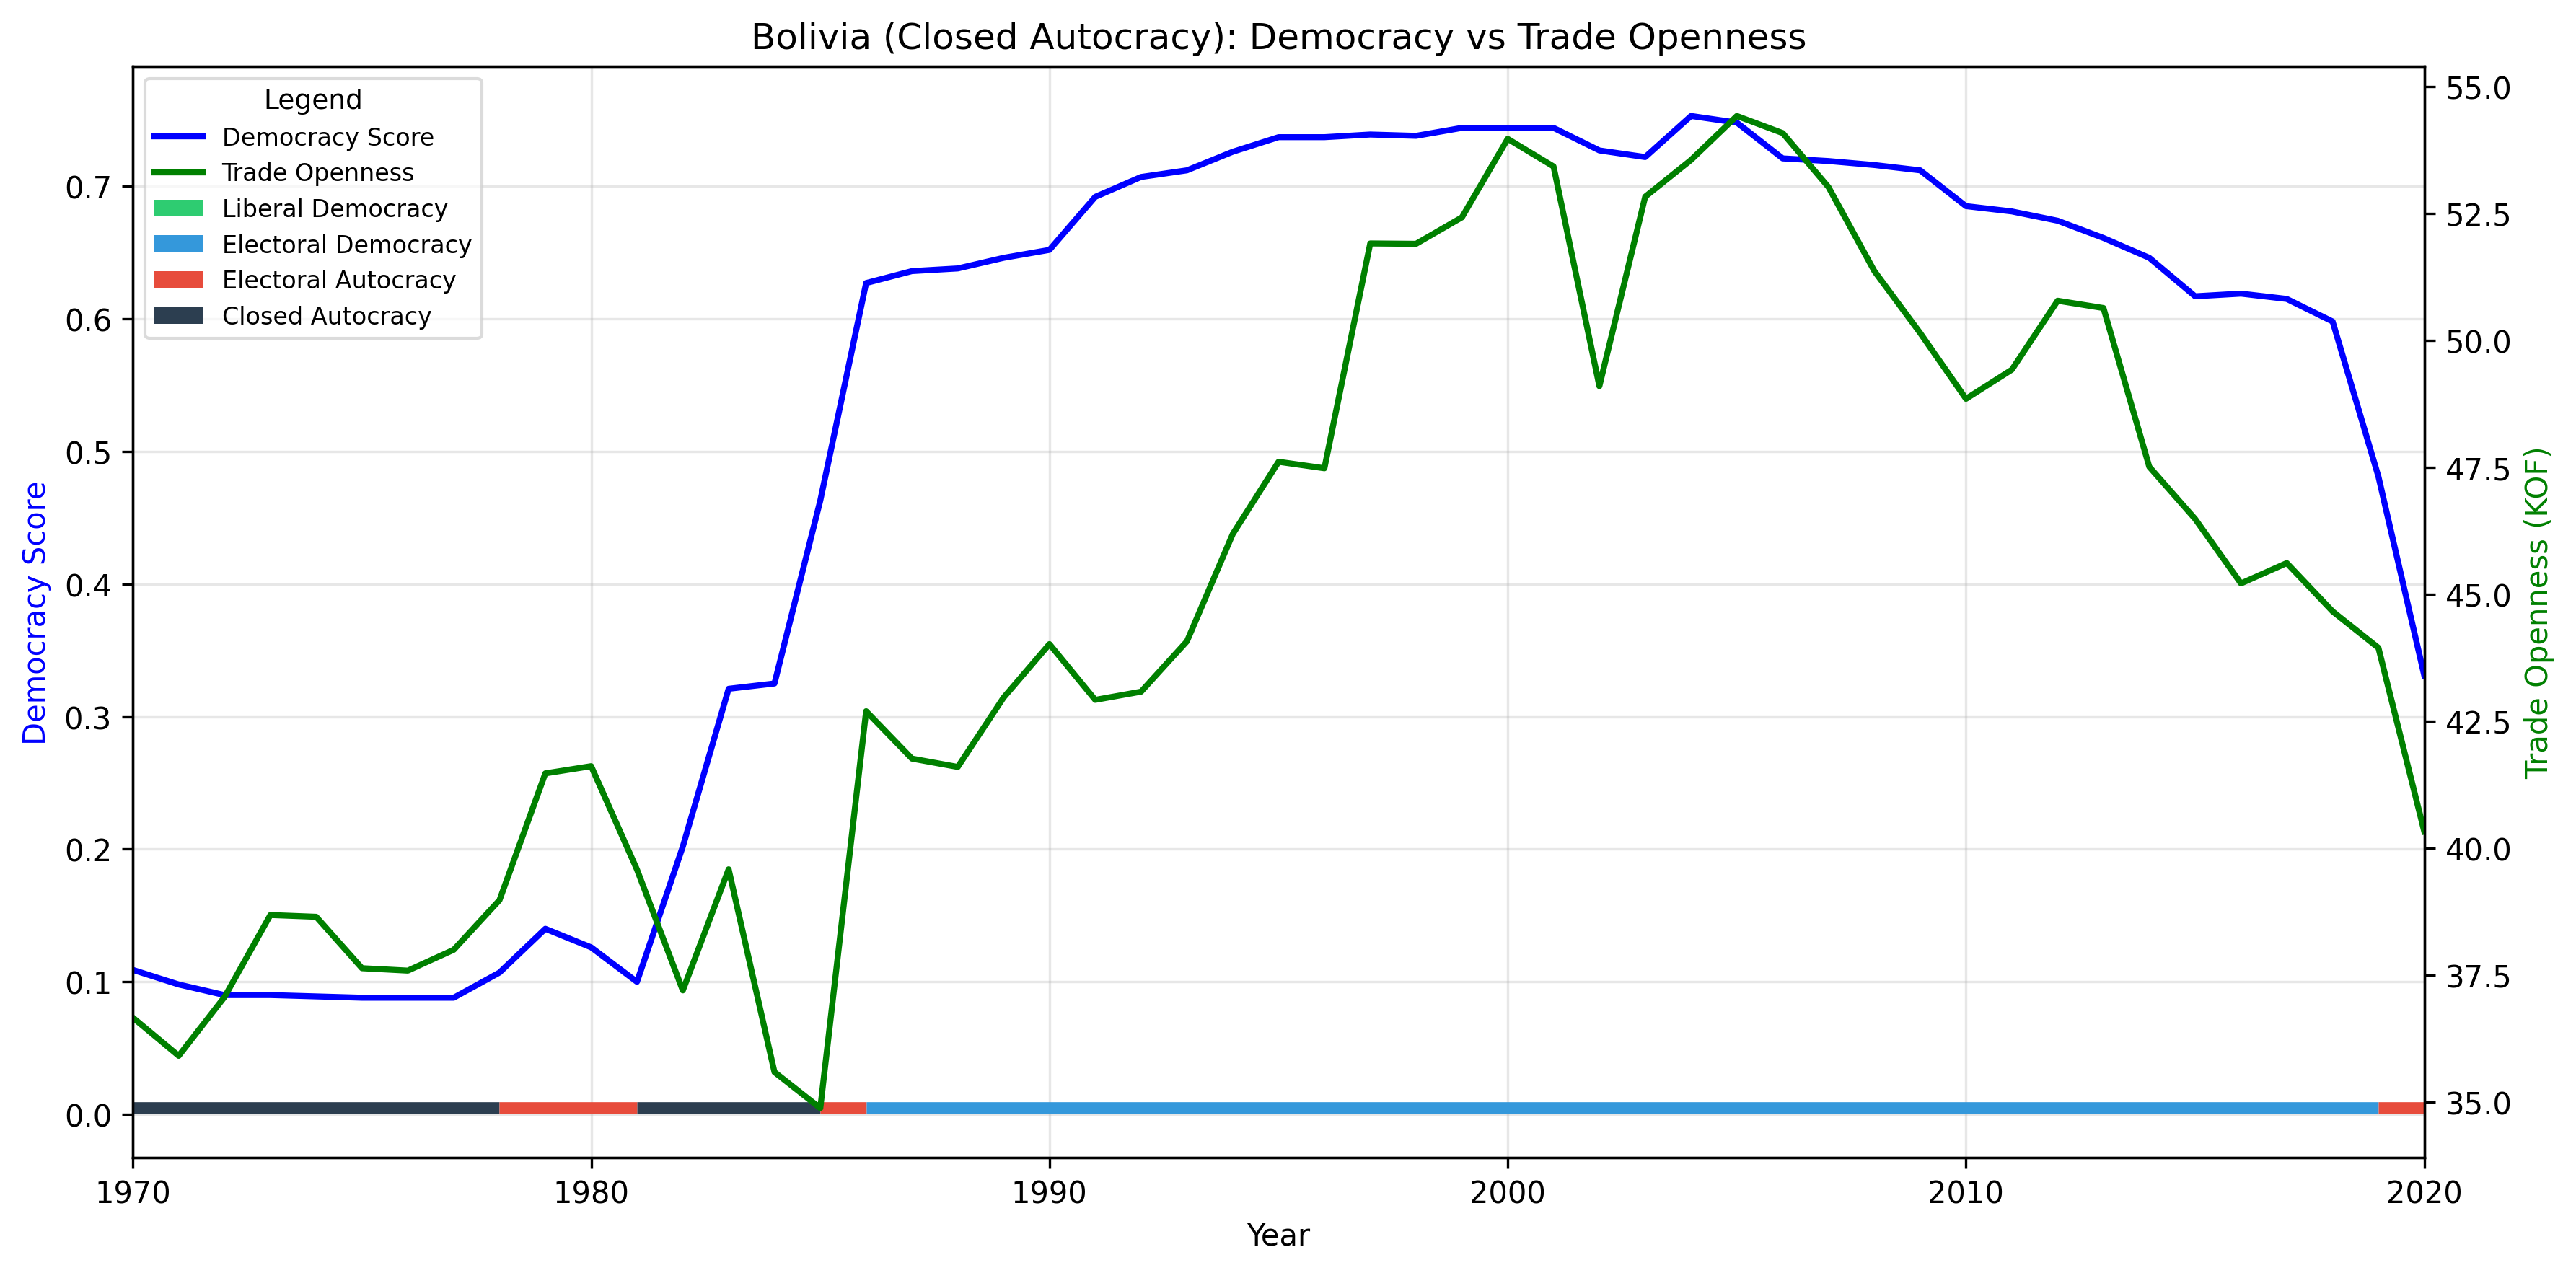 Bolivia (Closed Autocracy): Democracy vs Trade Openness
Legend
Democracy Score
Trade Openness
Liberal Democracy
Electoral Democracy
Electoral Autocracy
Closed Autocracy
Democracy Score
0.7
0.6
0.5
0.4
0.3
0.2
0.1
0.0
55.0
52.5
50.0
47.5
45.0
42.5
40.0
37.5
35.0
Trade Openness (KOF)
1970 1980 1990 2000 2010 2020
Year